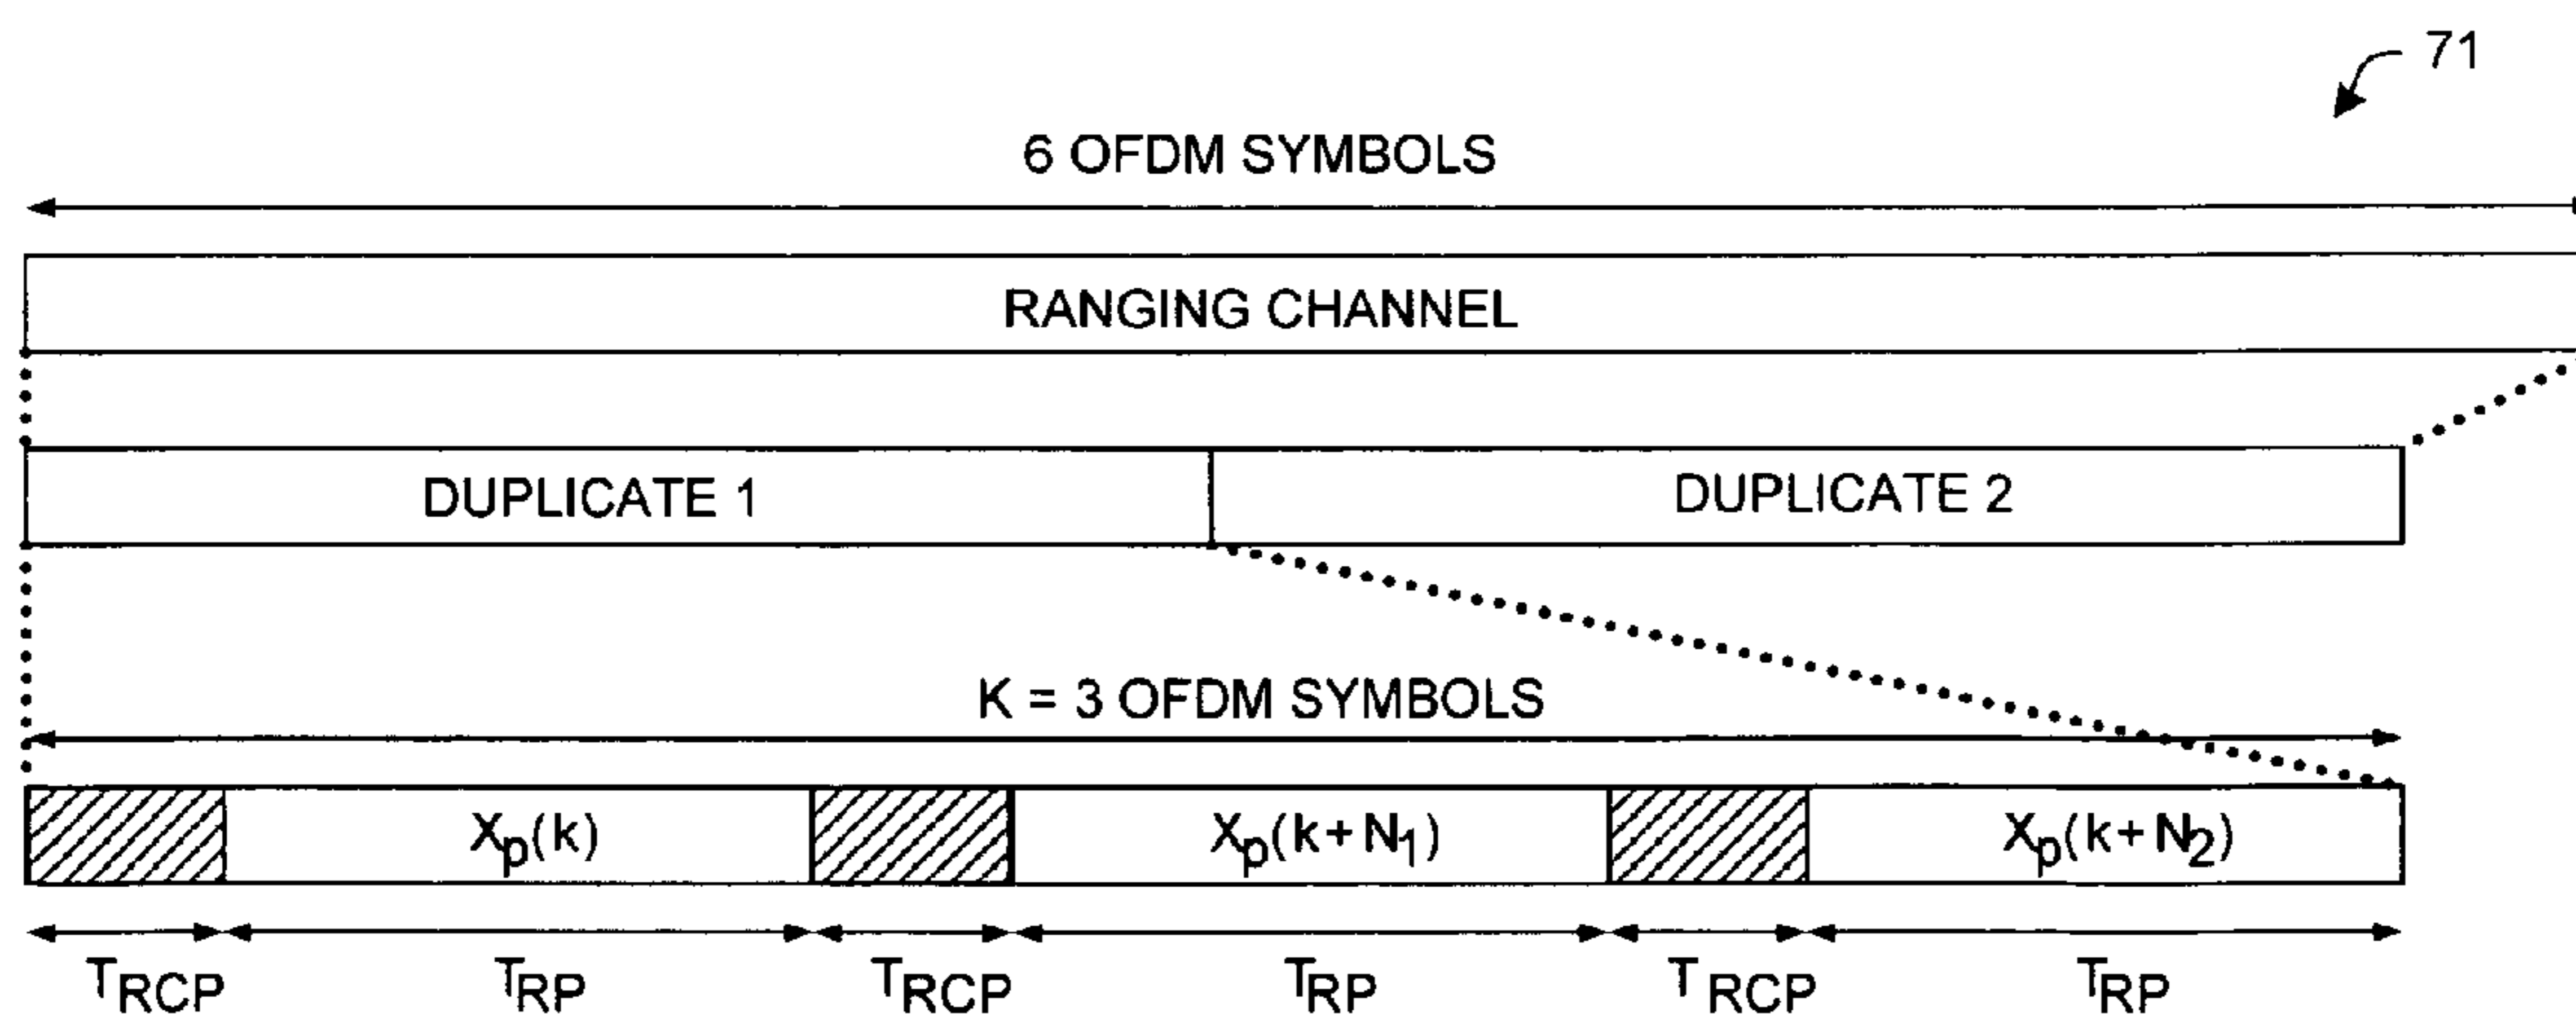 71
6 OFDM SYMBOLS
RANGING CHANNEL
DUPLICATE 1 DUPLICATE 2
K = 3 OFDM SYMBOLS
Xp(k) Xp(k+N1) Xp(k+N2)
TRCP TRP TRCP TRP TRCP TRP